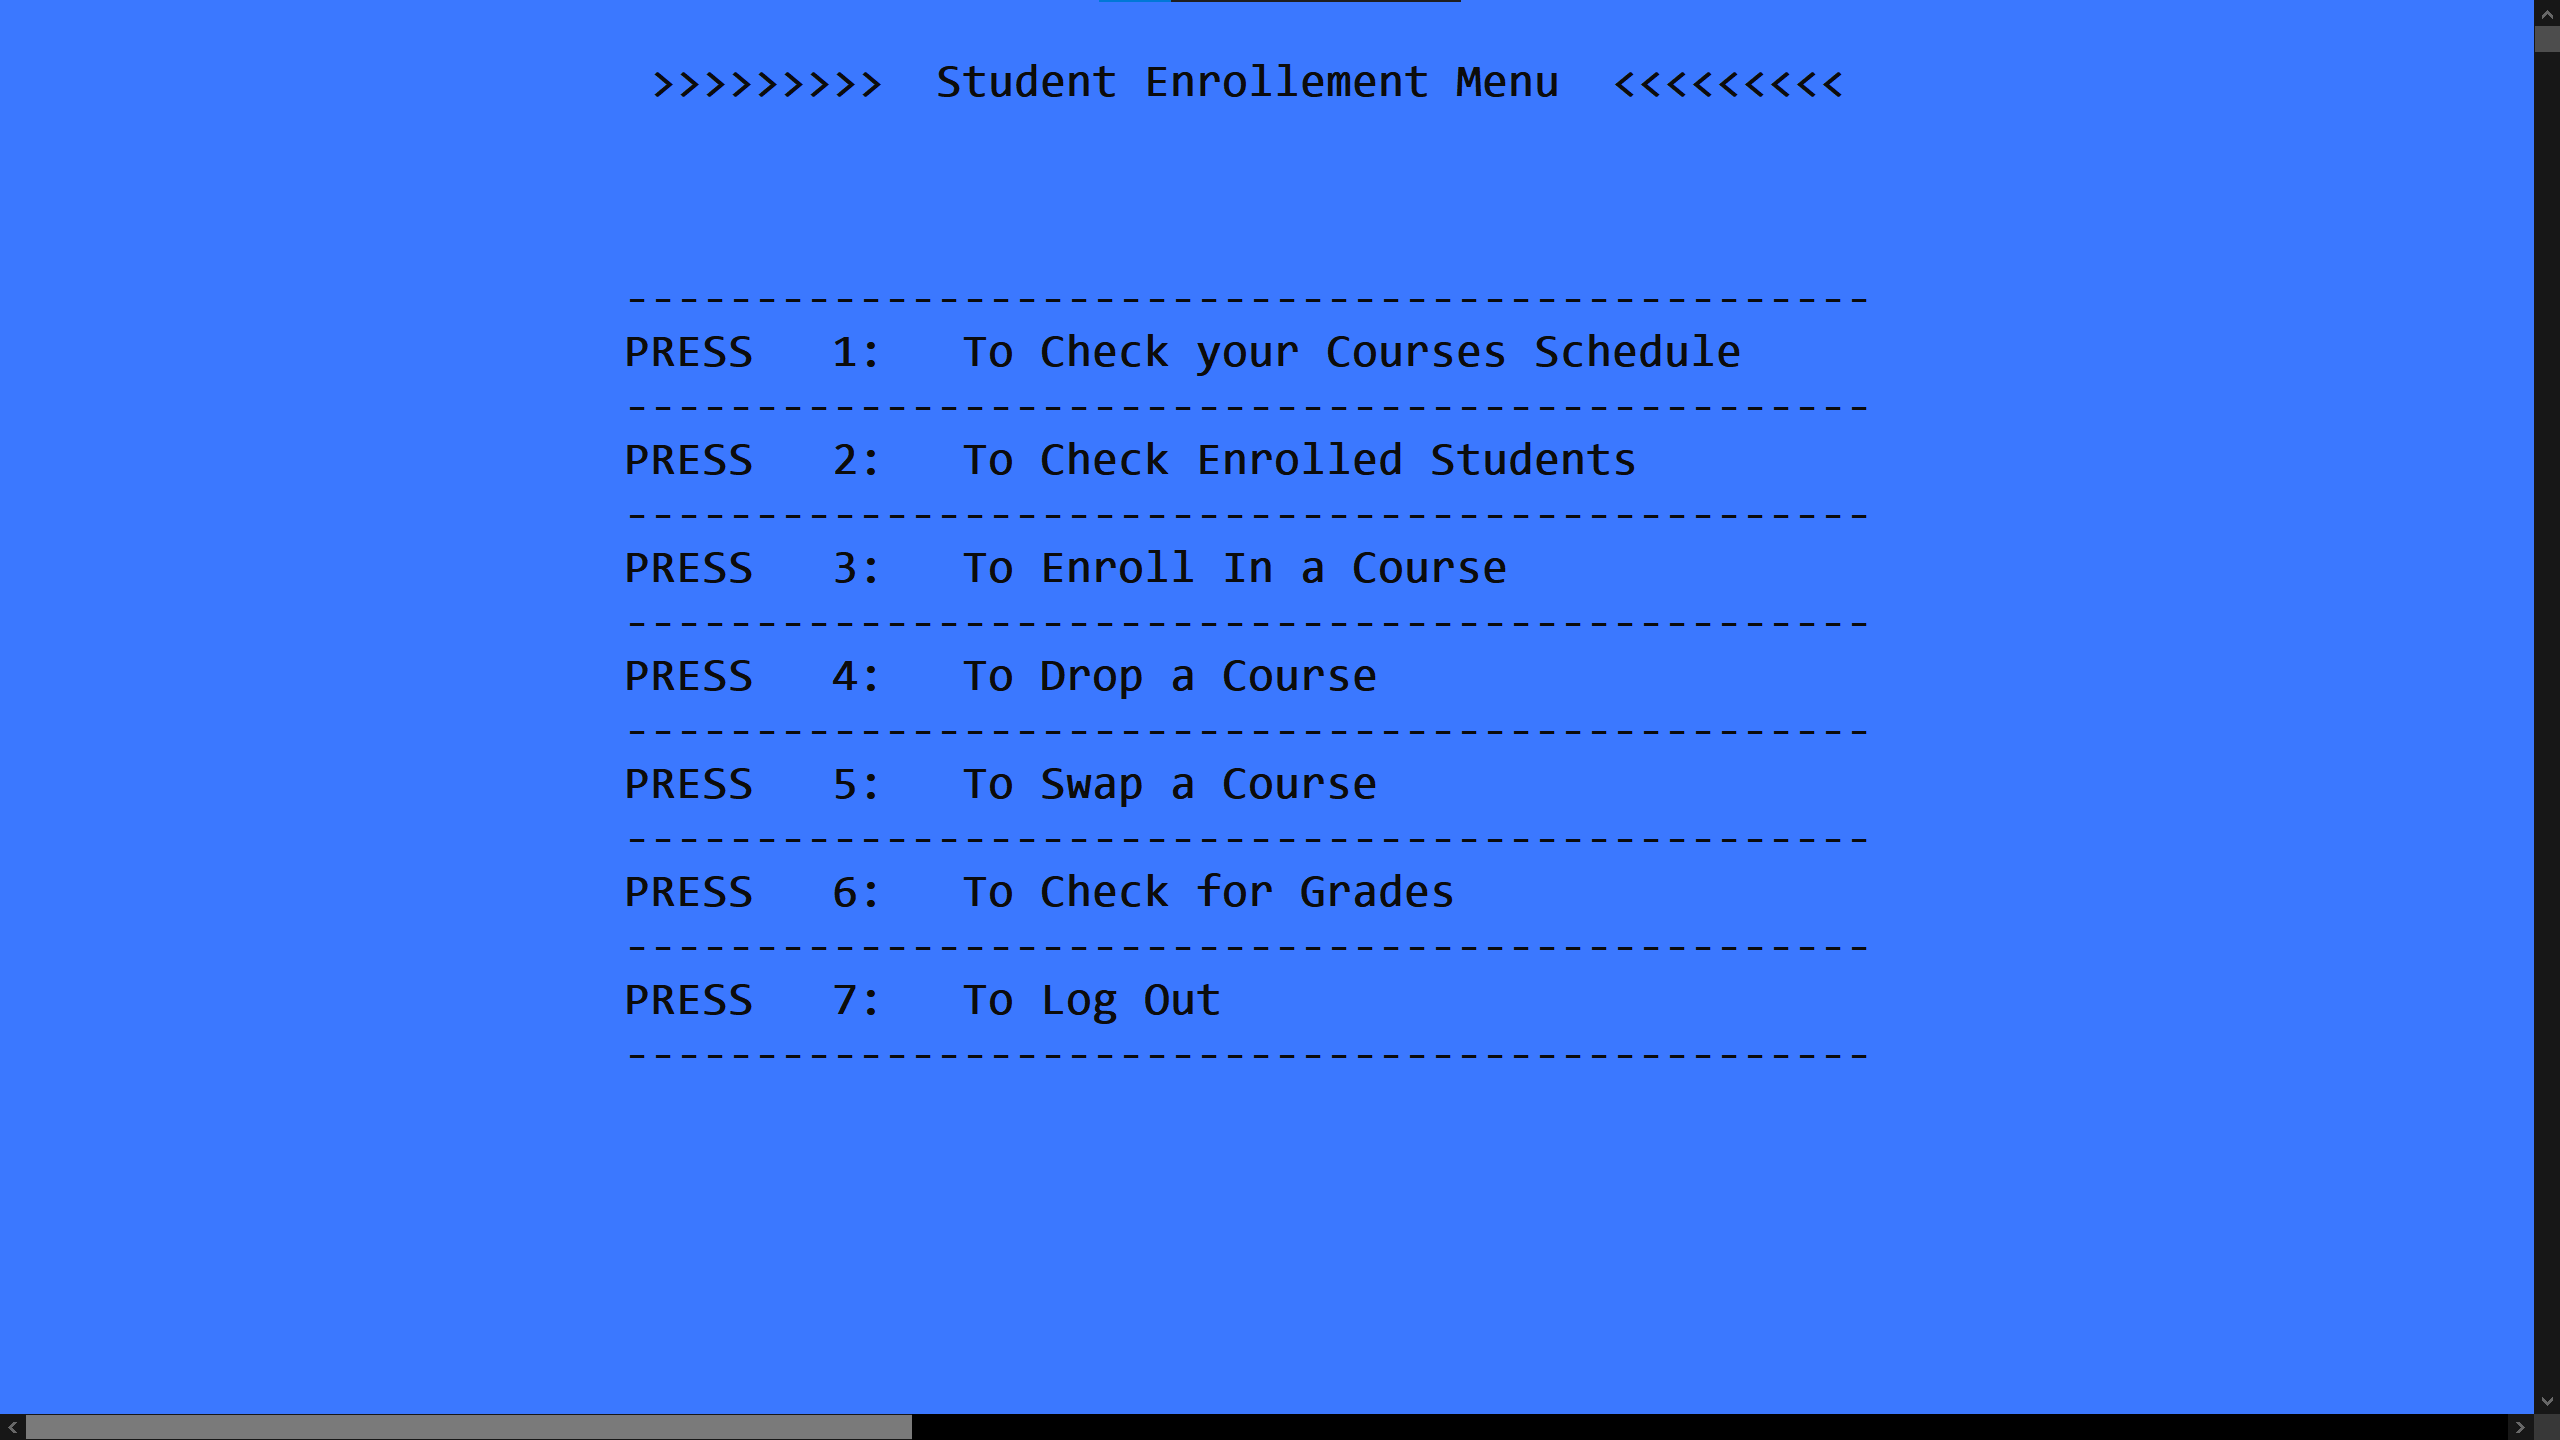 >>>>>>>>>  Student Enrollement Menu  <<<<<<<<<
------------------------------------------------
PRESS   1:   To Check your Courses Schedule
------------------------------------------------
PRESS   2:   To Check Enrolled Students
------------------------------------------------
PRESS   3:   To Enroll In a Course
------------------------------------------------
PRESS   4:   To Drop a Course
------------------------------------------------
PRESS   5:   To Swap a Course
------------------------------------------------
PRESS   6:   To Check for Grades
------------------------------------------------
PRESS   7:   To Log Out
------------------------------------------------